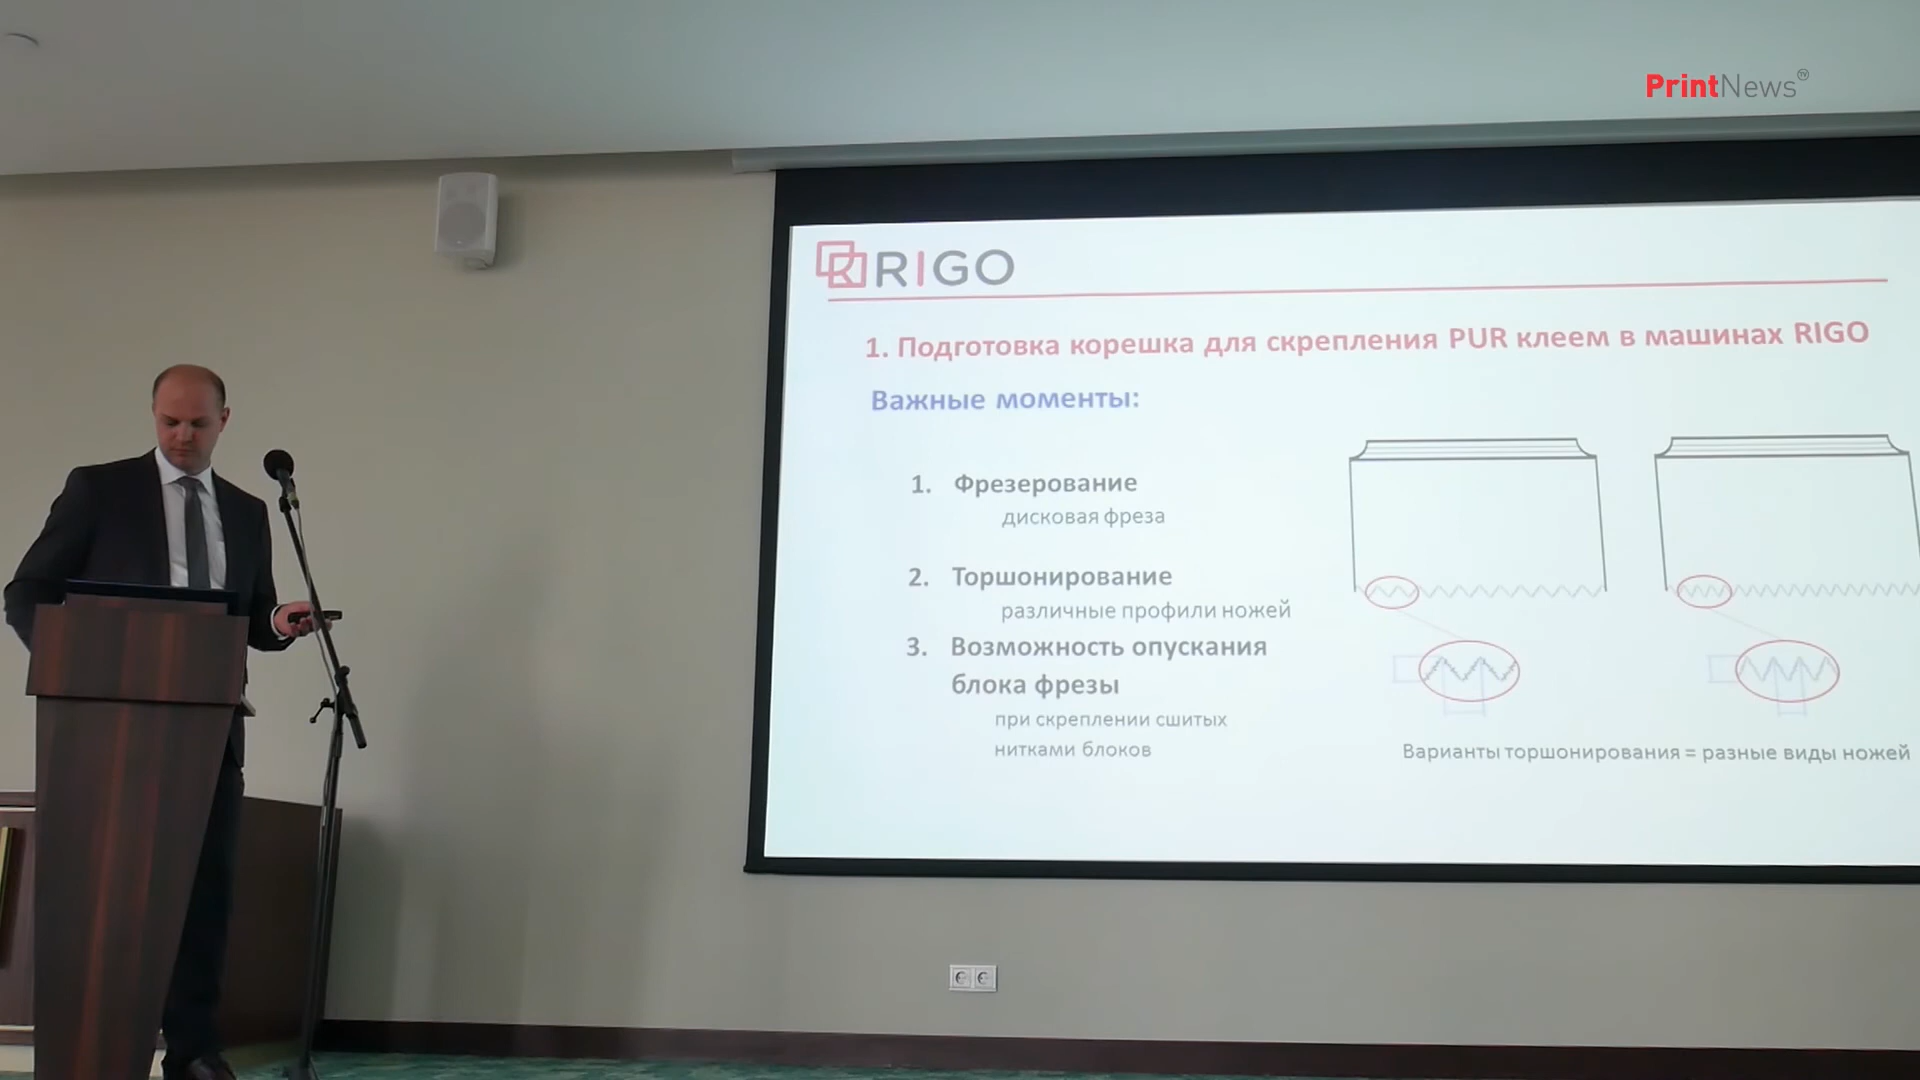 PrintNews TV
RIGO
1. Подготовка корешка для скрепления PUR клеем в машинах RIGO
Важные моменты:
1. Фрезерование
дисковая фреза
2. Торшонирование
различные профили ножей
3. Возможность опускания
блока фрезы
при скреплении сшитых
нитками блоков
Варианты торшонирования = разные виды ножей